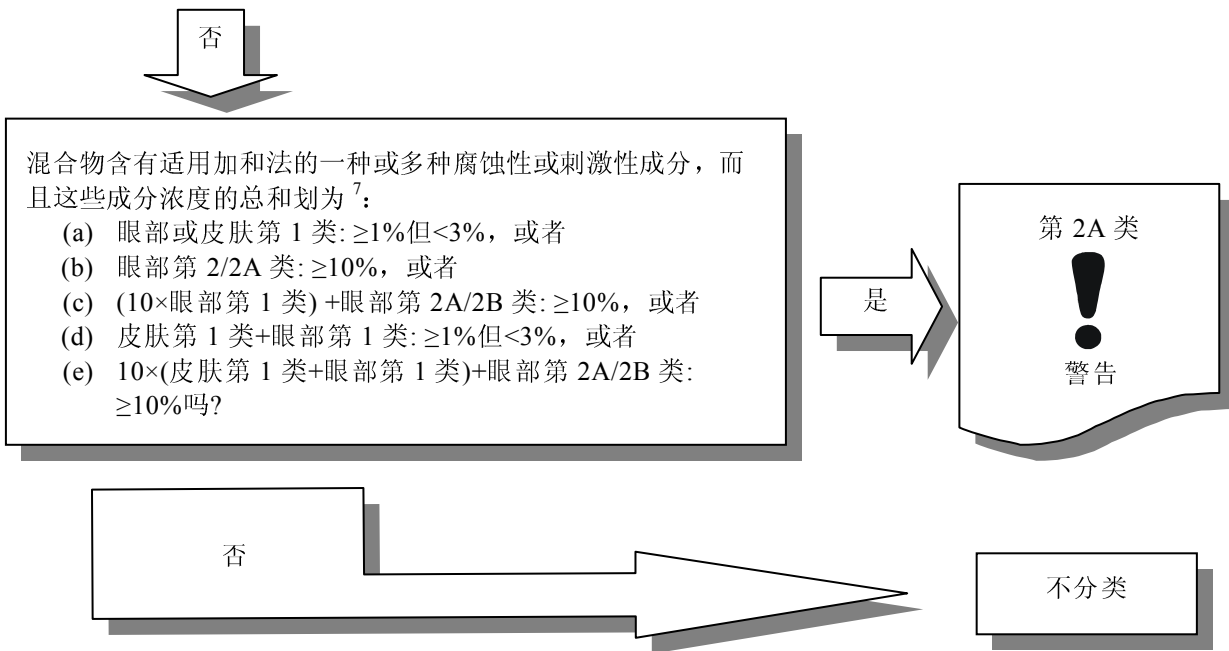 否
混合物含有适用加和法的一种或多种腐蚀性或刺激性成分，而
且这些成分浓度的总和划为 7：
(a) 眼部或皮肤第 1 类: ≥1%但<3%，或者
(b) 眼部第 2/2A 类: ≥10%，或者
(c) (10×眼部第 1 类) +眼部第 2A/2B 类: ≥10%，或者
(d) 皮肤第 1 类+眼部第 1 类: ≥1%但<3%，或者
(e) 10×(皮肤第 1 类+眼部第 1 类)+眼部第 2A/2B 类:
≥10%吗?
是
第 2A 类
警告
否
不分类